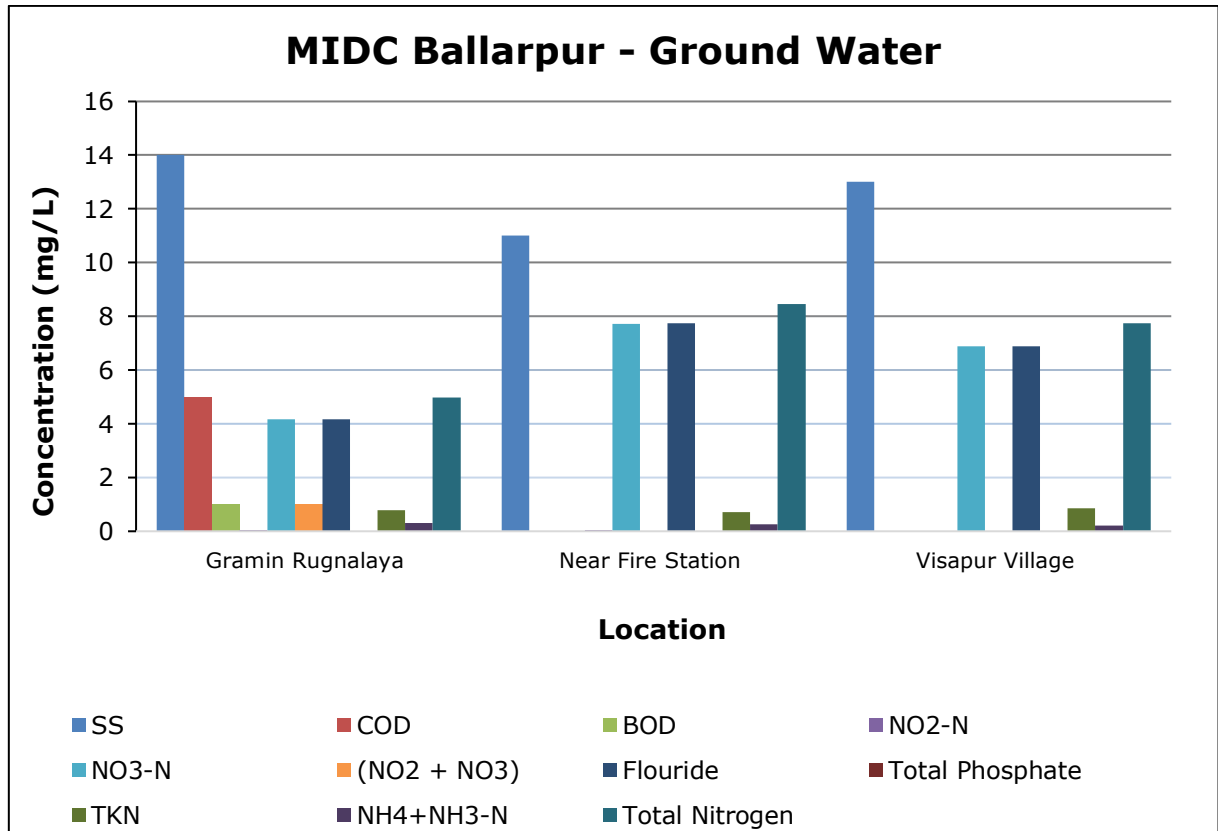 MIDC Ballarpur - Ground Water
16
14
12
10
8
6
4
2
0
Concentration (mg/L)
Gramin Rugnalaya Near Fire Station Visapur Village
Location
SS COD BOD NO2-N
NO3-N (NO2 + NO3) Flouride Total Phosphate
TKN NH4+NH3-N Total Nitrogen